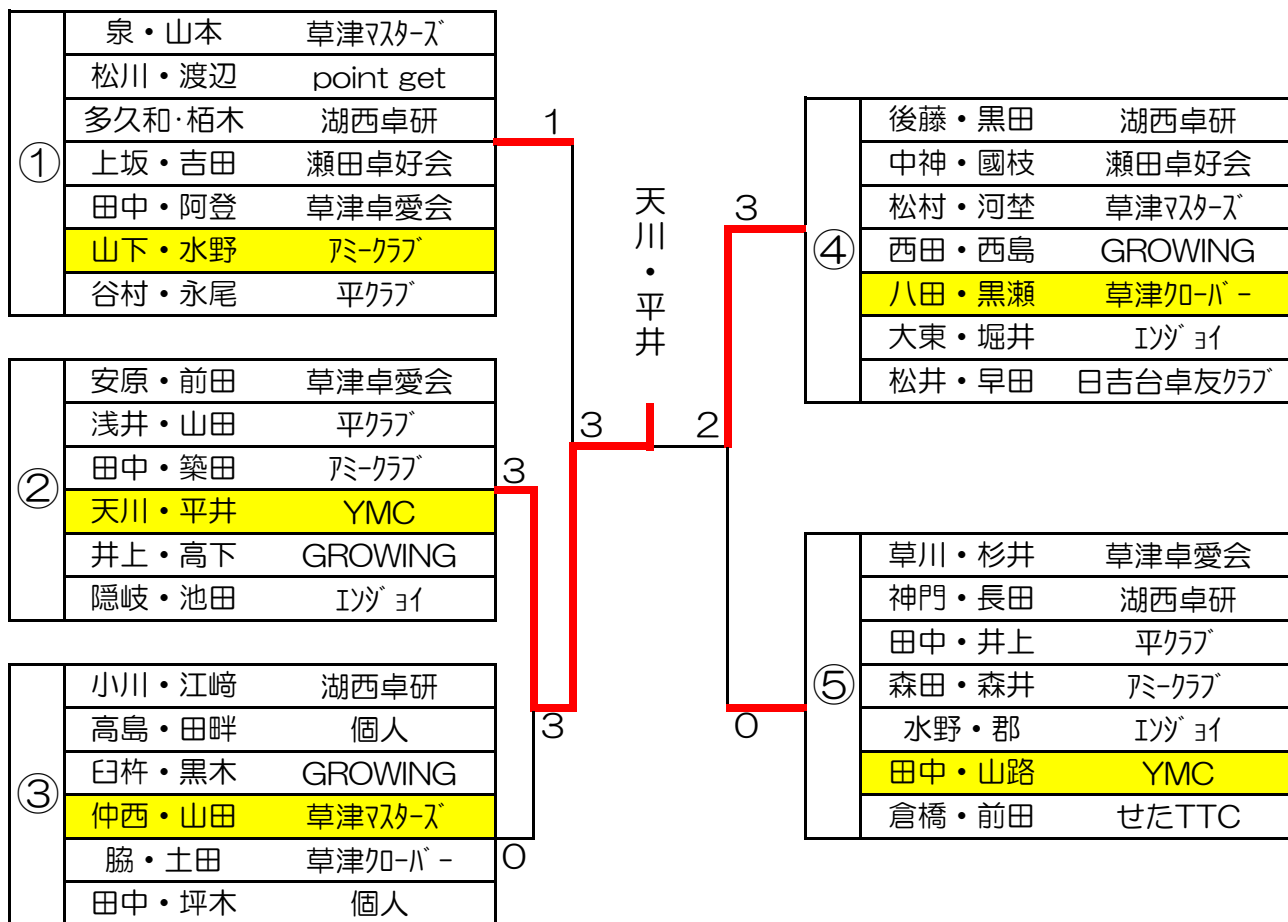 ①
泉・山本 草津ﾏｽﾀｰｽﾞ
松川・渡辺 point get
多久和・栢木 湖西卓研
上坂・吉田 瀬田卓好会
田中・阿登 草津卓愛会
山下・水野 ｱﾐｰｸﾗﾌﾞ
谷村・永尾 平ｸﾗﾌﾞ
1
②
安原・前田 草津卓愛会
浅井・山田 平ｸﾗﾌﾞ
田中・築田 ｱﾐｰｸﾗﾌﾞ
天川・平井 YMC
井上・高下 GROWING
隠岐・池田 ｴﾝｼﾞｮｲ
3
③
小川・江﨑 湖西卓研
高島・田畔 個人
臼杵・黒木 GROWING
仲西・山田 草津ﾏｽﾀｰｽﾞ
脇・土田 草津ｸﾛｰﾊﾞｰ
田中・坪木 個人
0
3
3
天川・平井
2
3
④
後藤・黒田 湖西卓研
中神・國枝 瀬田卓好会
松村・河埜 草津ﾏｽﾀｰｽﾞ
西田・西島 GROWING
八田・黒瀬 草津ｸﾛｰﾊﾞｰ
大東・堀井 ｴﾝｼﾞｮｲ
松井・早田 日吉台卓友ｸﾗﾌﾞ
0
⑤
草川・杉井 草津卓愛会
神門・長田 湖西卓研
田中・井上 平ｸﾗﾌﾞ
森田・森井 ｱﾐｰｸﾗﾌﾞ
水野・郡 ｴﾝｼﾞｮｲ
田中・山路 YMC
倉橋・前田 せたTTC